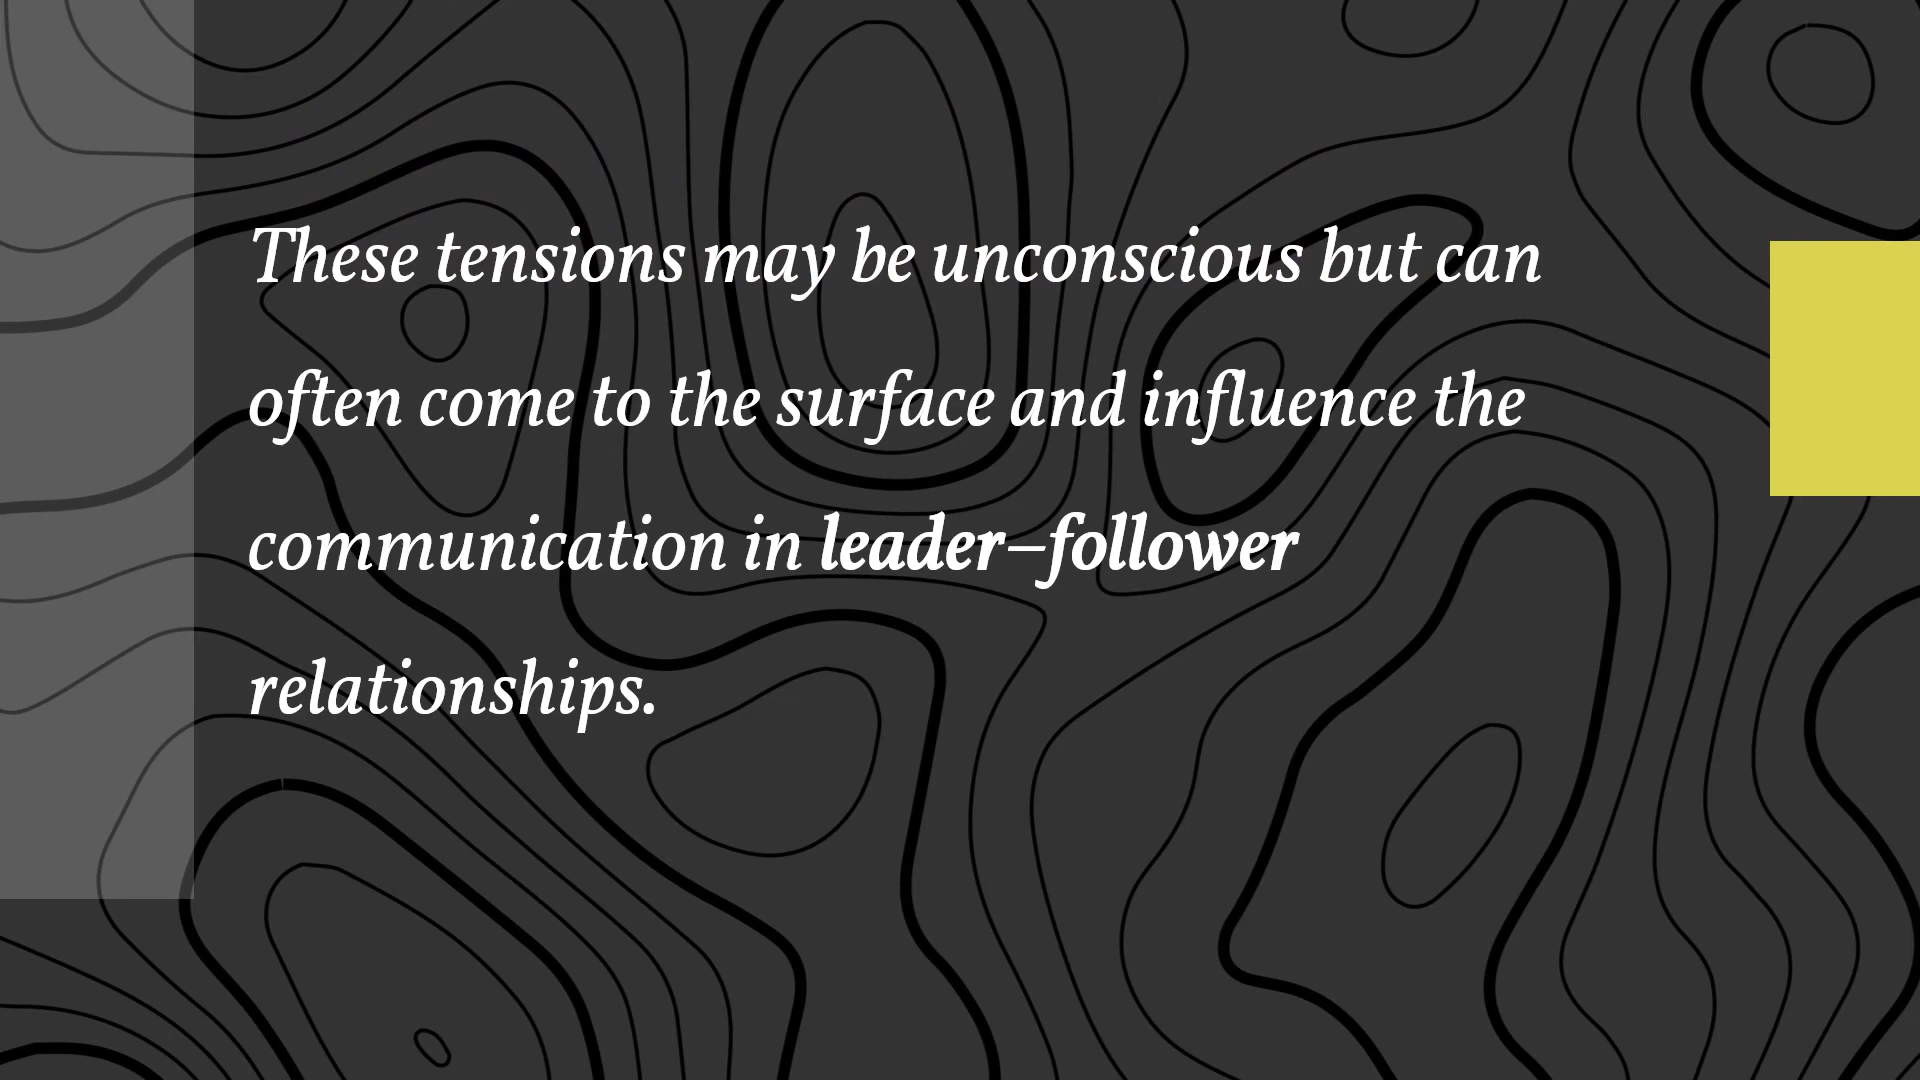 These tensions may be unconscious but can
often come to the surface and influence the
communication in leader–follower
relationships.